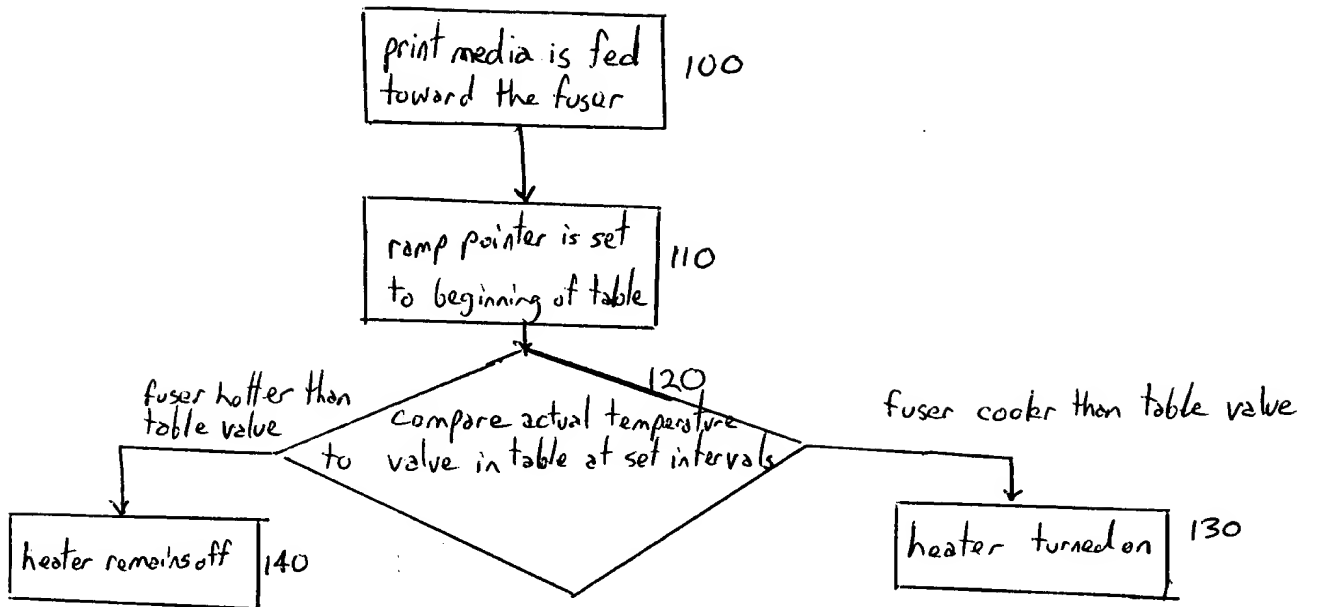 print media is fed
toward the fuser
100
ramp pointer is set
to beginning of table
110
120
fuser hotter than
table value
Compare actual temperature
to value in table at set intervals
fuser cooler than table value
heater remains off
140
heater turned on
130